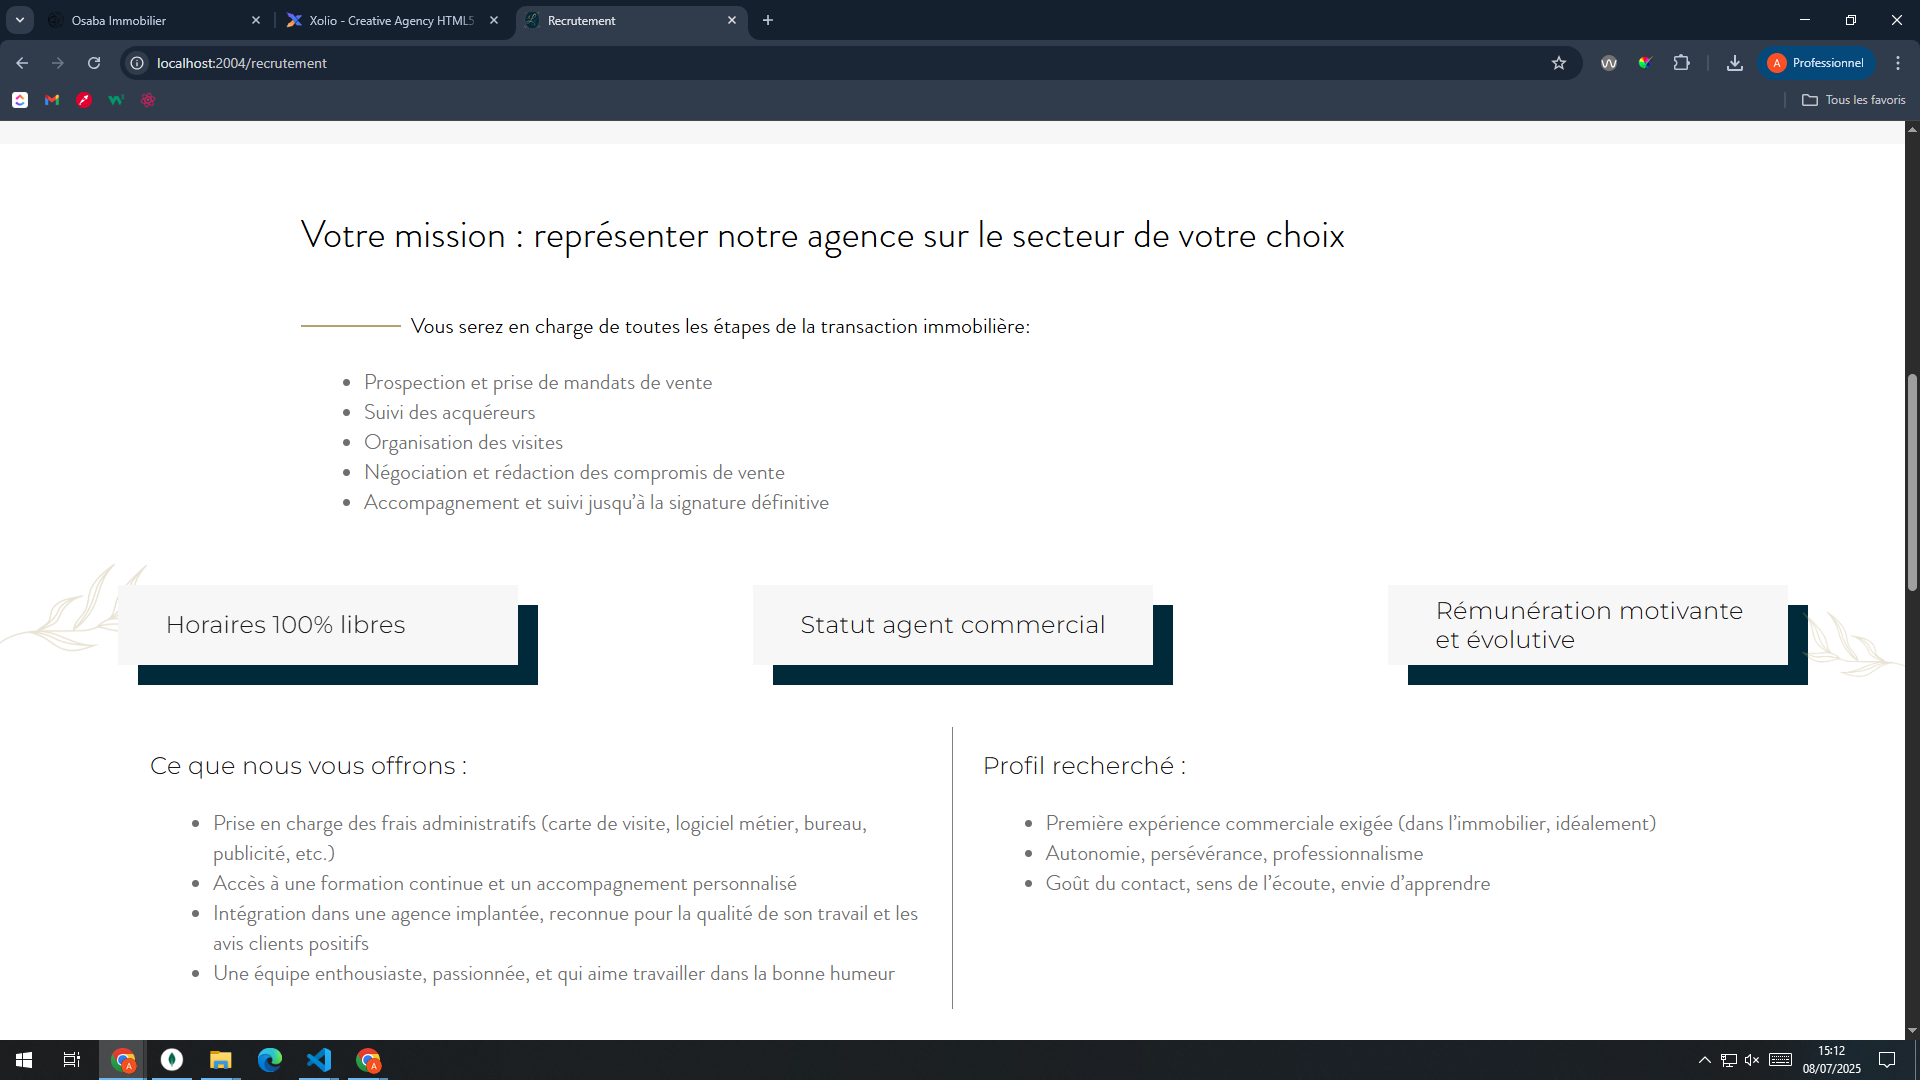 Osaba Immobilier
Xolio - Creative Agency HTML5
Recrutement
localhost:2004/recrutement
A
Professionnel
Tous les favoris
Votre mission : représenter notre agence sur le secteur de votre choix
Vous serez en charge de toutes les étapes de la transaction immobilière:
Prospection et prise de mandats de vente
Suivi des acquéreurs
Organisation des visites
Négociation et rédaction des compromis de vente
Accompagnement et suivi jusqu’à la signature définitive
Horaires 100% libres
Statut agent commercial
Rémunération motivante
et évolutive
Ce que nous vous offrons :
Prise en charge des frais administratifs (carte de visite, logiciel métier, bureau,
publicité, etc.)
Accès à une formation continue et un accompagnement personnalisé
Intégration dans une agence implantée, reconnue pour la qualité de son travail et les
avis clients positifs
Une équipe enthousiaste, passionnée, et qui aime travailler dans la bonne humeur
Profil recherché :
Première expérience commerciale exigée (dans l’immobilier, idéalement)
Autonomie, persévérance, professionnalisme
Goût du contact, sens de l’écoute, envie d’apprendre
A
A
15:12
08/07/2025